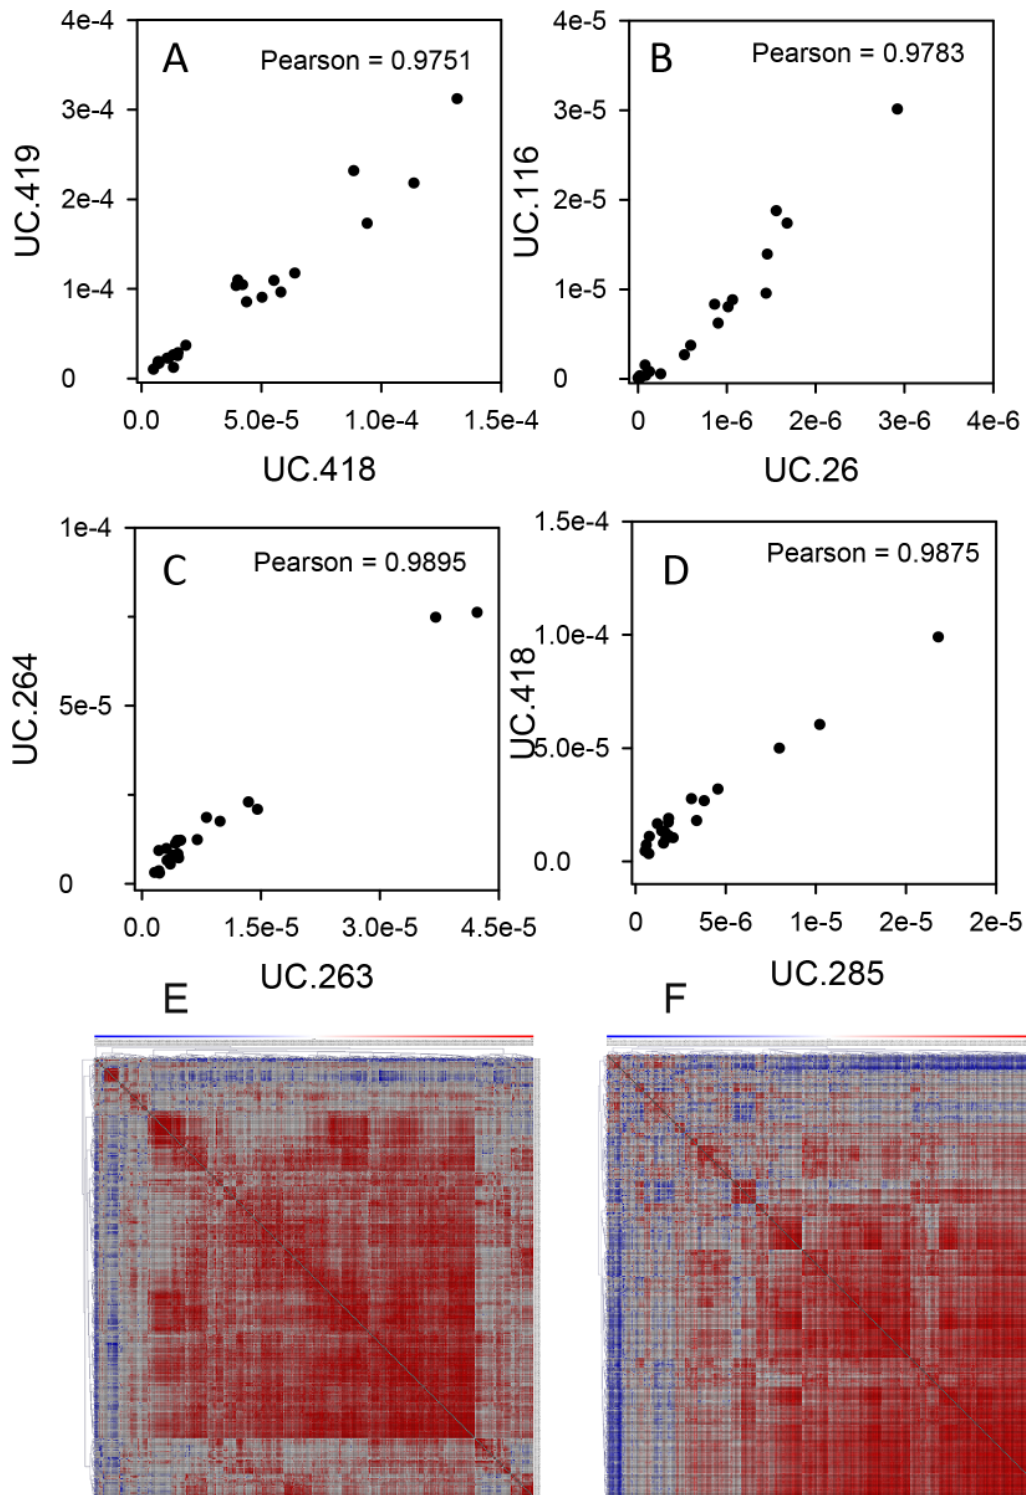 4e-4
A
Pearson = 0.9751
3e-4
UC.419
2e-4
1e-4
0
0.0
5.0e-5
1.0e-4
1.5e-4
UC.418
4e-5
B
Pearson = 0.9783
3e-5
UC.116
2e-5
1e-5
0
0
1e-6
2e-6
3e-6
4e-6
UC.26
1e-4
C
Pearson = 0.9895
UC.264
5e-5
0
0.0
1.5e-5
3.0e-5
4.5e-5
UC.263
1.5e-4
D
Pearson = 0.9875
1.0e-4
UC.418
5.0e-5
0.0
0
5e-6
1e-5
2e-5
2e-5
UC.285
E
F